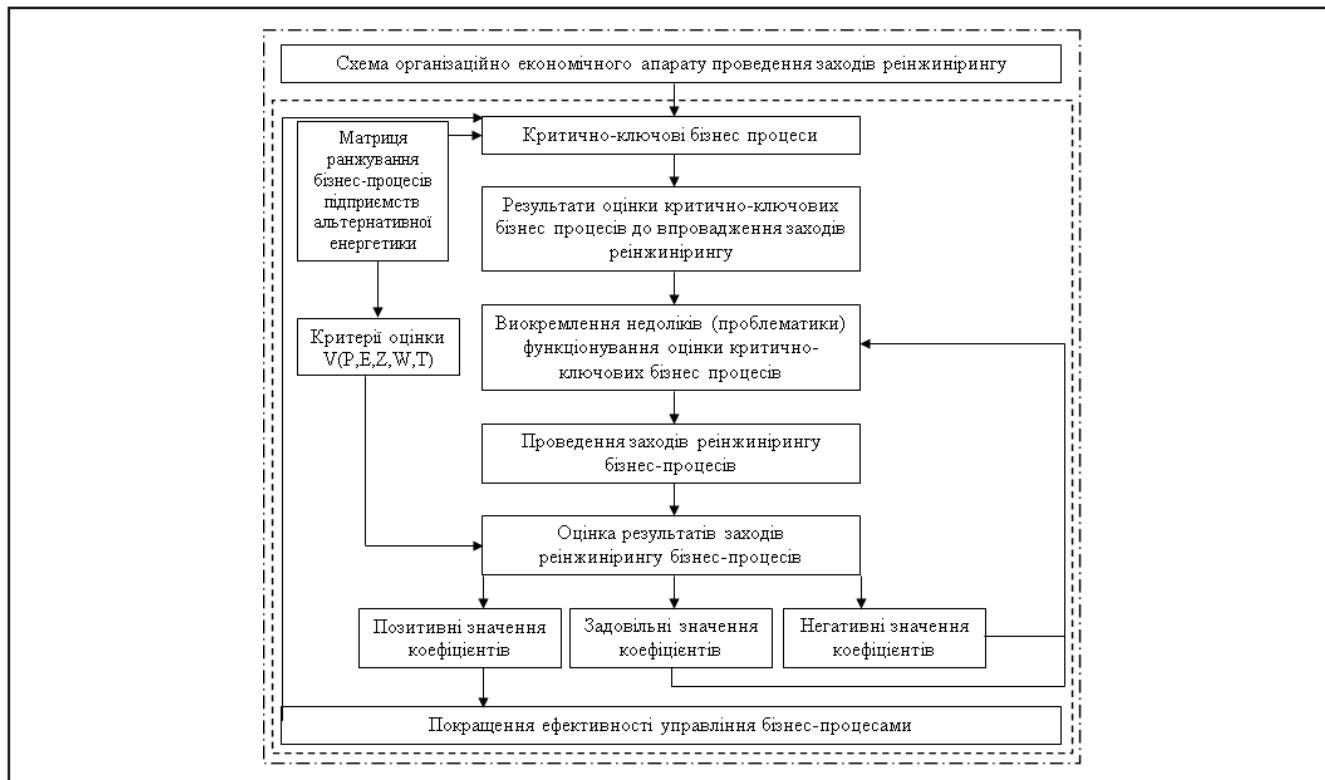 Схема організаційно економічного апарату проведення заходів реінжинірингу
Критично-ключові бізнес процеси
Матриця
ранжування
бізнес-процесів
підприємств
альтернативної
енергетики
Результати оцінки критично-ключових
бізнес процесів до впровадження заходів
реінжинірингу
Критерії оцінки
V(P,E,Z,W,T)
Виокремлення недоліків (проблематики)
функціонування оцінки критично-
ключових бізнес процесів
Проведення заходів реінжинірингу
бізнес-процесів
Оцінка результатів заходів
реінжинірингу бізнес-процесів
Позитивні значення
коефіцієнтів
Задовільні значення
коефіцієнтів
Негативні значення
коефіцієнтів
Покращення ефективності управління бізнес-процесами